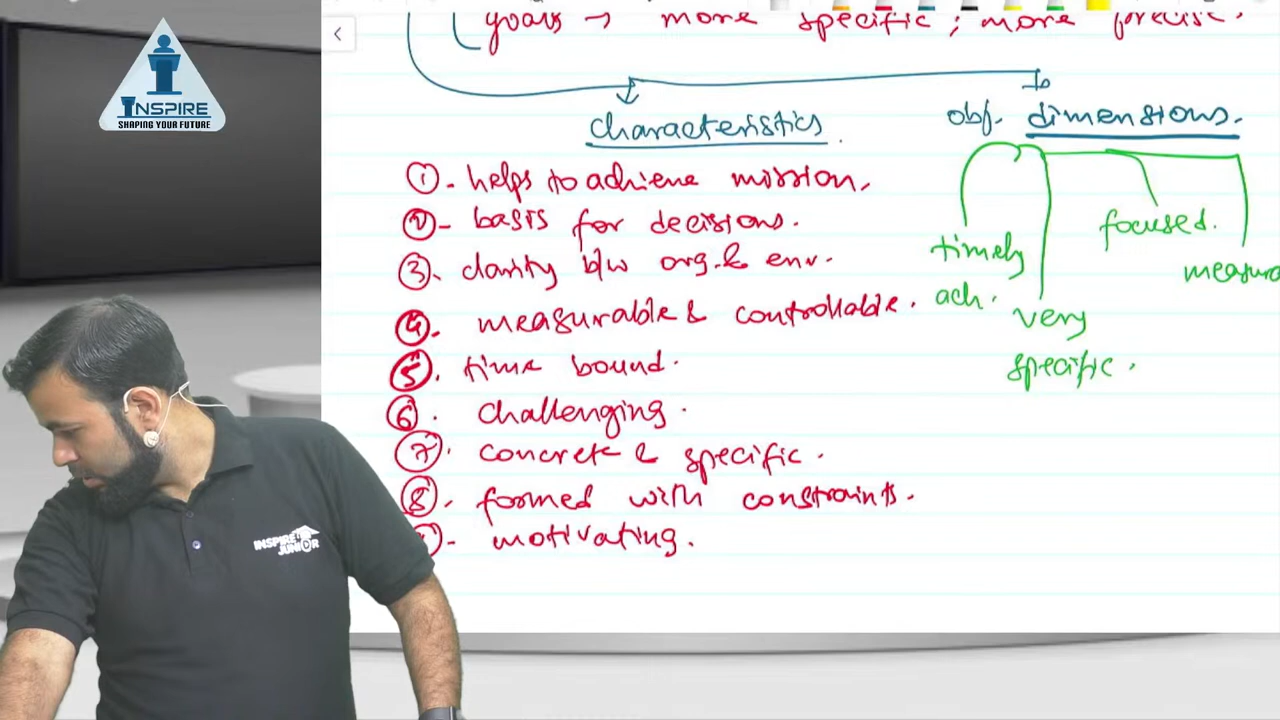 goals → more specific; more precise.
INSPIRE
SHAPING YOUR FUTURE
characteristics.
obj. dimensions.
①- helps to achieve mission,
②- basis for decisions.
③- clarity b/w org. & env.
④- measurable & controllable.
⑤. time bound.
⑥. challenging.
⑦. concrete & specific.
⑧. formed with constraints.
- motivating.
timely
ach.
very
specific.
focused.
measura
INSPIRE
JUNIOR